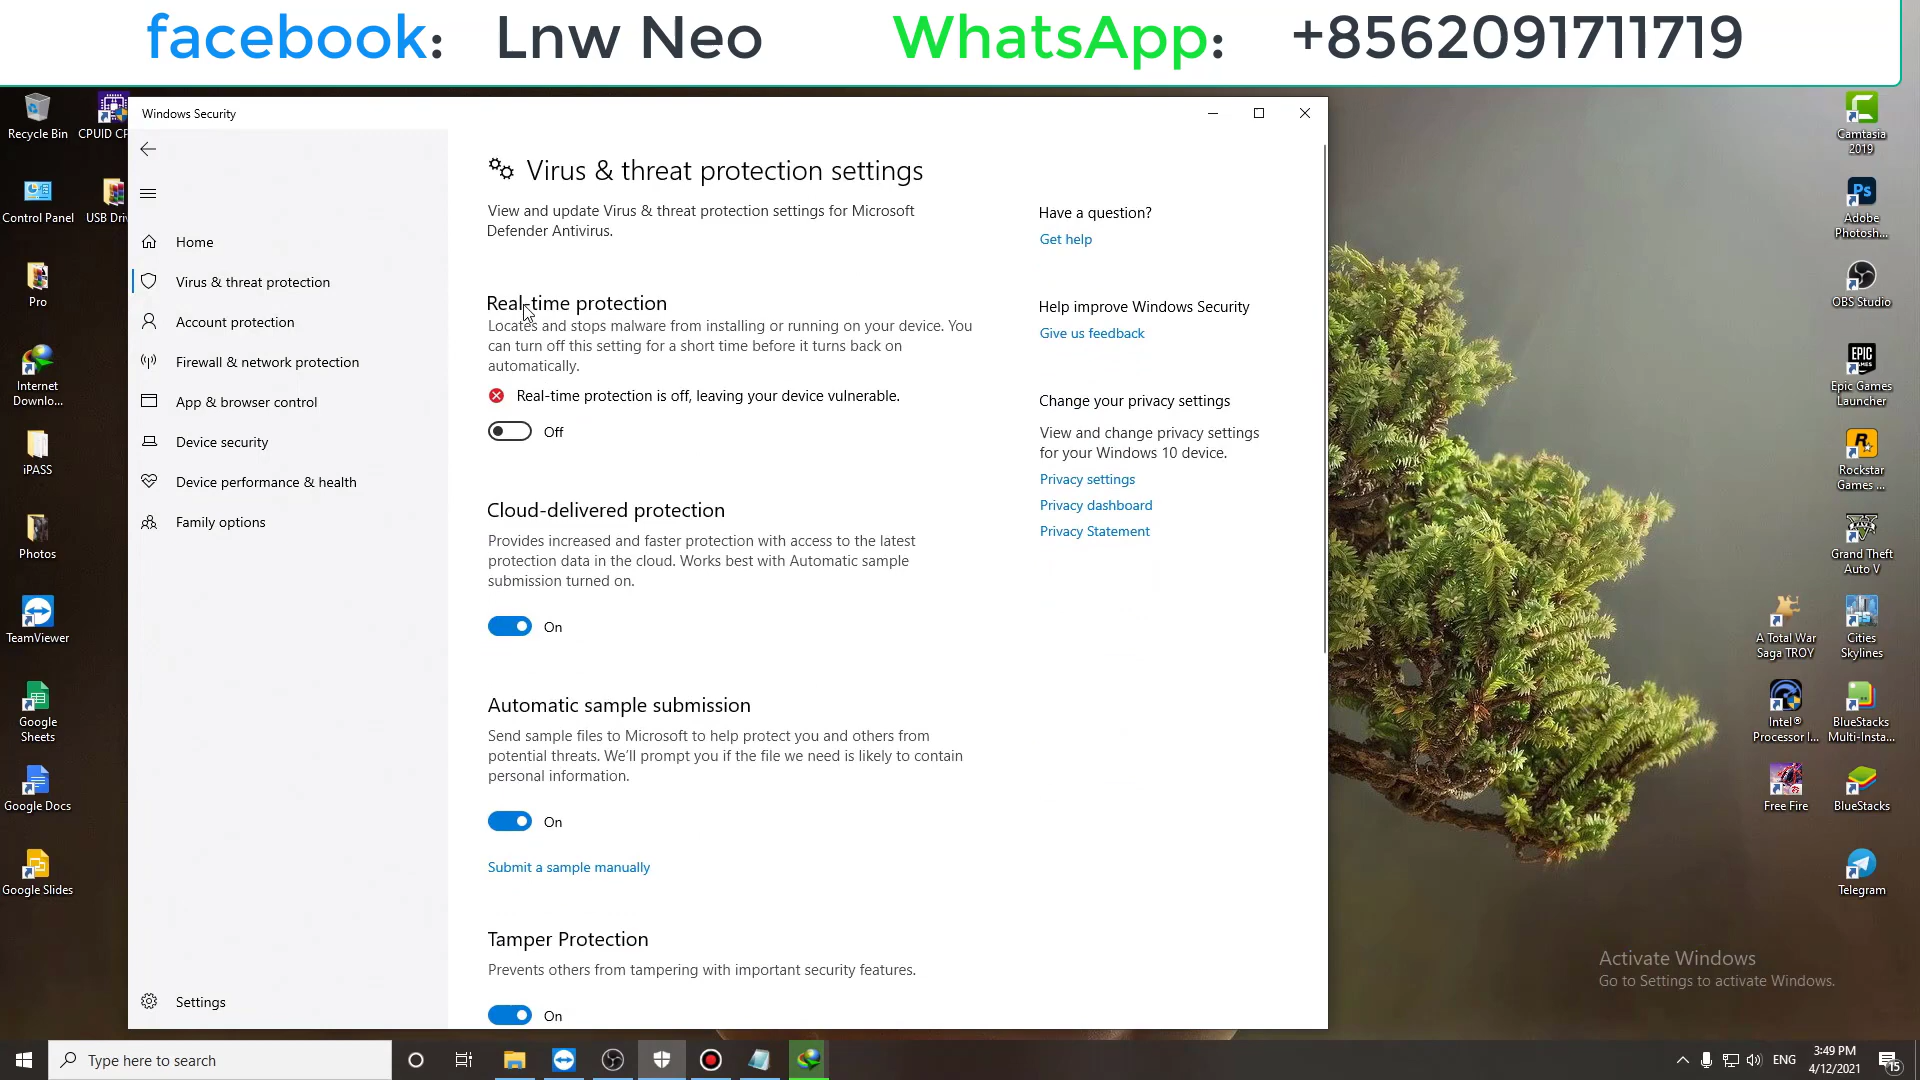 facebook: Lnw Neo WhatsApp: +8562091711719
Recycle Bin
CPUID CP
Control Panel
USB Driv
Pro
Internet
Downlo...
iPASS
Photos
TeamViewer
Google
Sheets
Google Docs
Google Slides
Windows Security
Home
Virus & threat protection
Account protection
Firewall & network protection
App & browser control
Device security
Device performance & health
Family options
Settings
Virus & threat protection settings
View and update Virus & threat protection settings for Microsoft
Defender Antivirus.
Real-time protection
Locates and stops malware from installing or running on your device. You
can turn off this setting for a short time before it turns back on
automatically.
Real-time protection is off, leaving your device vulnerable.
Off
Cloud-delivered protection
Provides increased and faster protection with access to the latest
protection data in the cloud. Works best with Automatic sample
submission turned on.
On
Automatic sample submission
Send sample files to Microsoft to help protect you and others from
potential threats. We'll prompt you if the file we need is likely to contain
personal information.
On
Submit a sample manually
Tamper Protection
Prevents others from tampering with important security features.
On
Have a question?
Get help
Help improve Windows Security
Give us feedback
Change your privacy settings
View and change privacy settings
for your Windows 10 device.
Privacy settings
Privacy dashboard
Privacy Statement
Camtasia
2019
Ps
Adobe
Photosh...
OBS Studio
EPIC
GAMES
Epic Games
Launcher
R
Rockstar
Games ...
V
Grand Theft
Auto V
A Total War
Saga TROY
Cities
Skylines
Intel®
Processor I...
BlueStacks
Multi-Insta...
Free Fire
BlueStacks
Telegram
Activate Windows
Go to Settings to activate Windows.
Type here to search
ENG
3:49 PM
4/12/2021
15